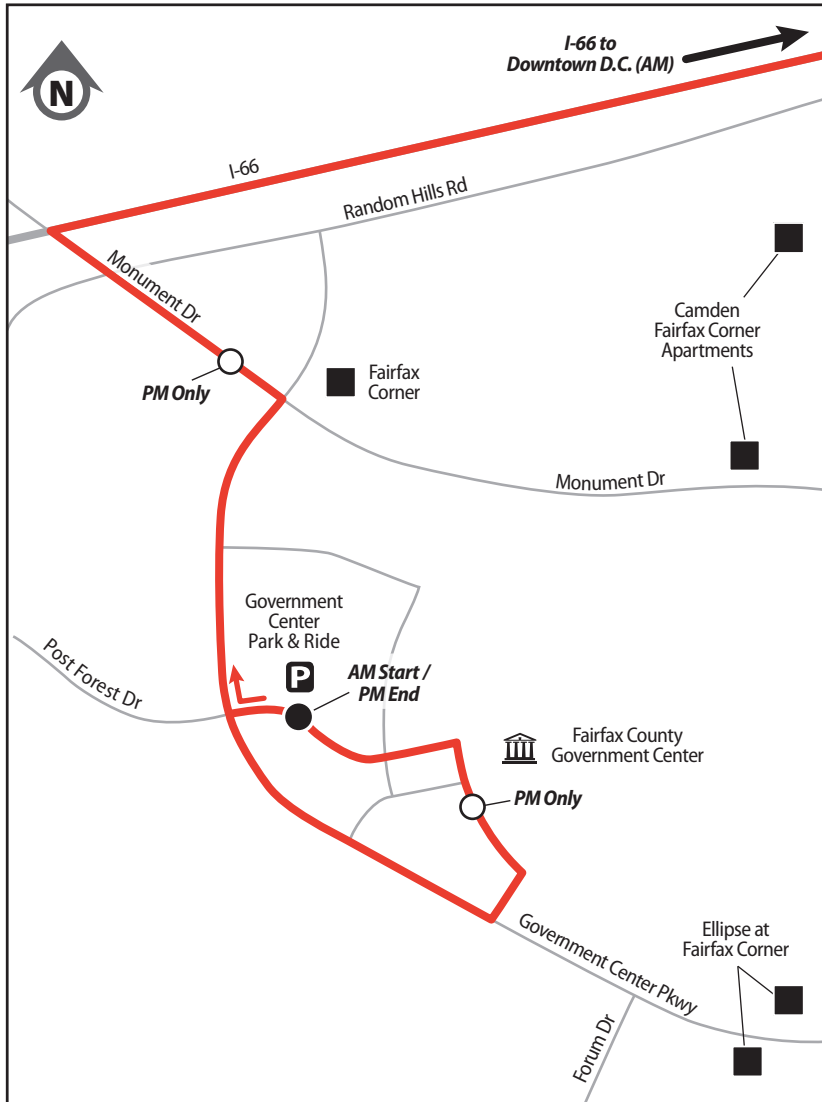 I-66 to
Downtown D.C. (AM)
N
I-66
Random Hills Rd
Monument Dr
Camden
Fairfax Corner
Apartments
PM Only
Fairfax
Corner
Monument Dr
Government
Center
Park & Ride
Post Forest Dr
P
AM Start /
PM End
Fairfax County
Government Center
PM Only
Government Center Pkwy
Ellipse at
Fairfax Corner
Forum Dr